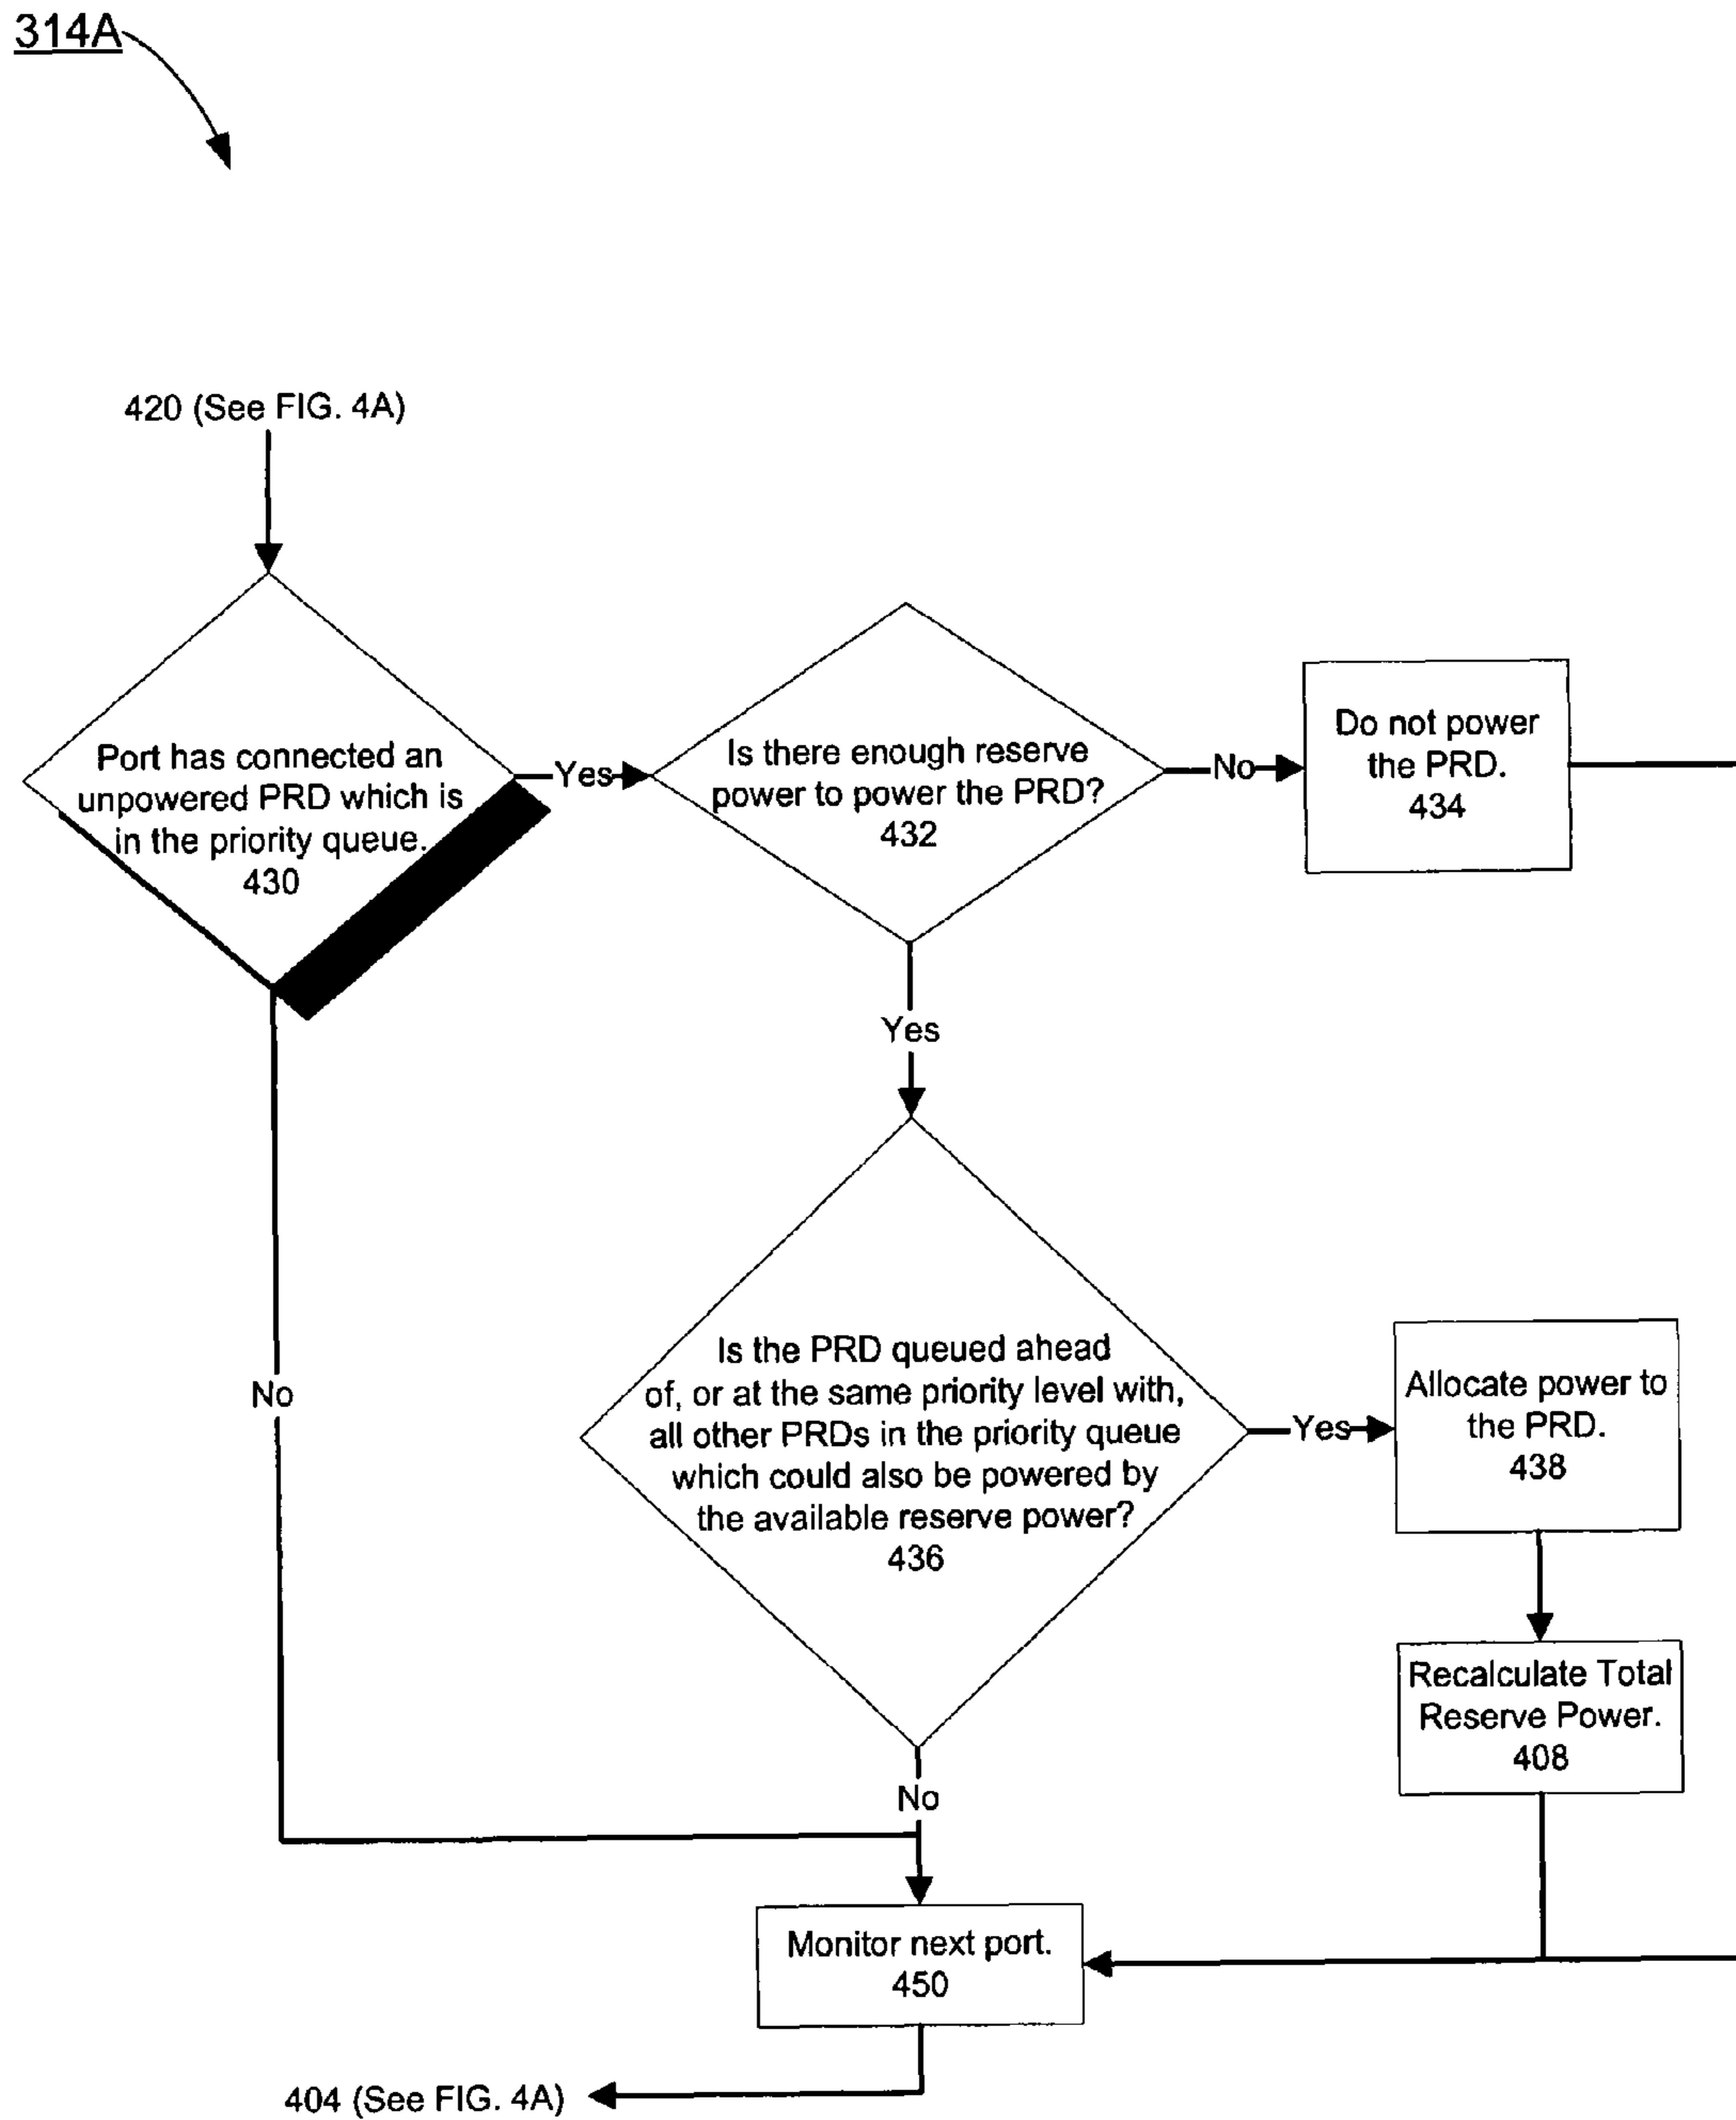 314A
420 (See FIG. 4A)
Port has connected an
unpowered PRD which is
in the priority queue.
430
Yes
Is there enough reserve
power to power the PRD?
432
No
Do not power
the PRD.
434
Yes
Is the PRD queued ahead
of, or at the same priority level with,
all other PRDs in the priority queue
which could also be powered by
the available reserve power?
436
Yes
Allocate power to
the PRD.
438
No
Recalculate Total
Reserve Power.
408
No
Monitor next port.
450
404 (See FIG. 4A)